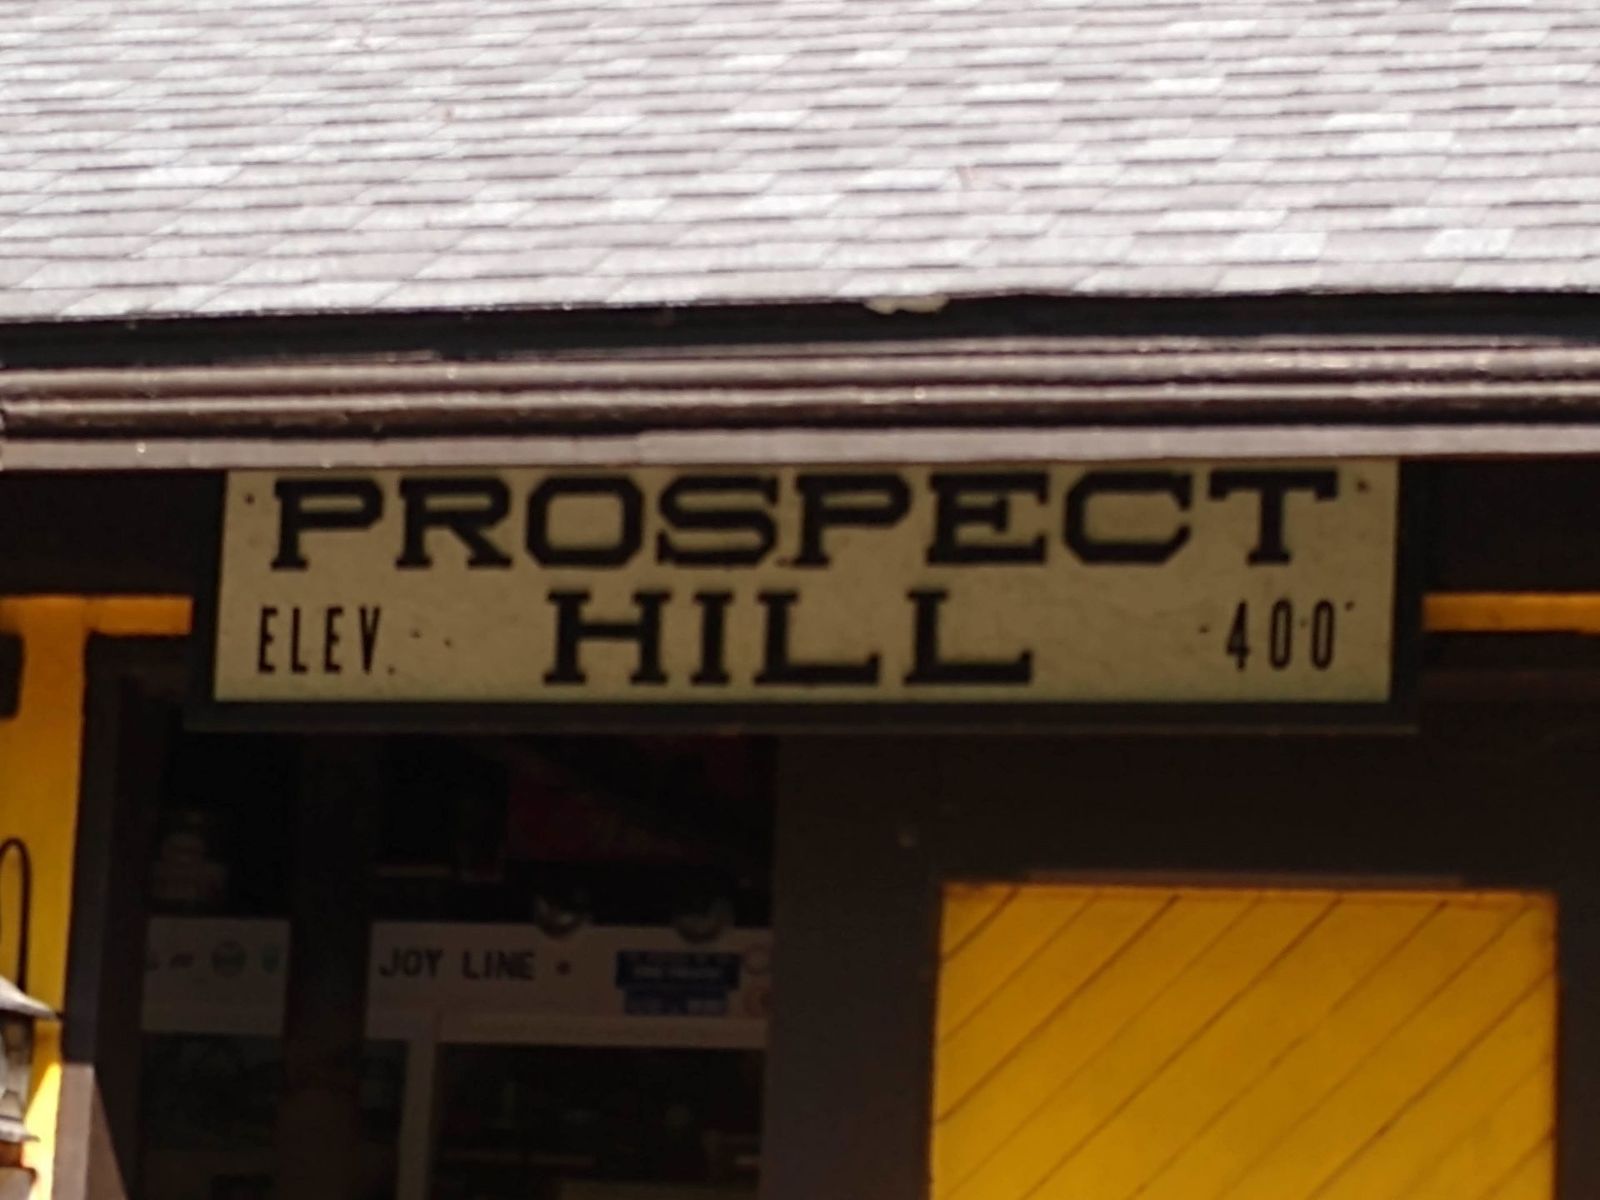 PROSPECT
HILL
ELEV.
400
JOY LINE